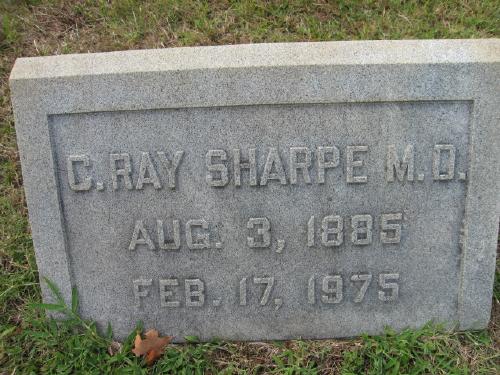 C. RAY SHARPE M.D.
AUG. 3, 1885
FEB. 17, 1975